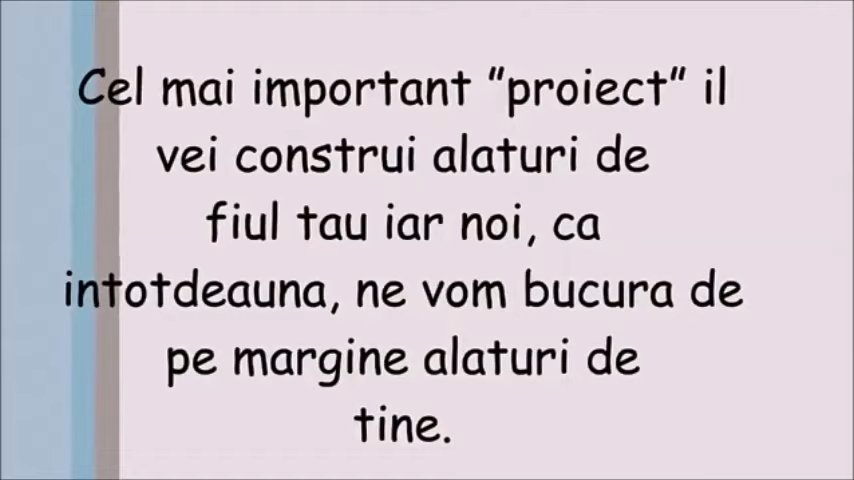 Cel mai important "proiect" il
vei construi alaturi de
fiul tau iar noi, ca
intotdeauna, ne vom bucura de
pe margine alaturi de
tine.